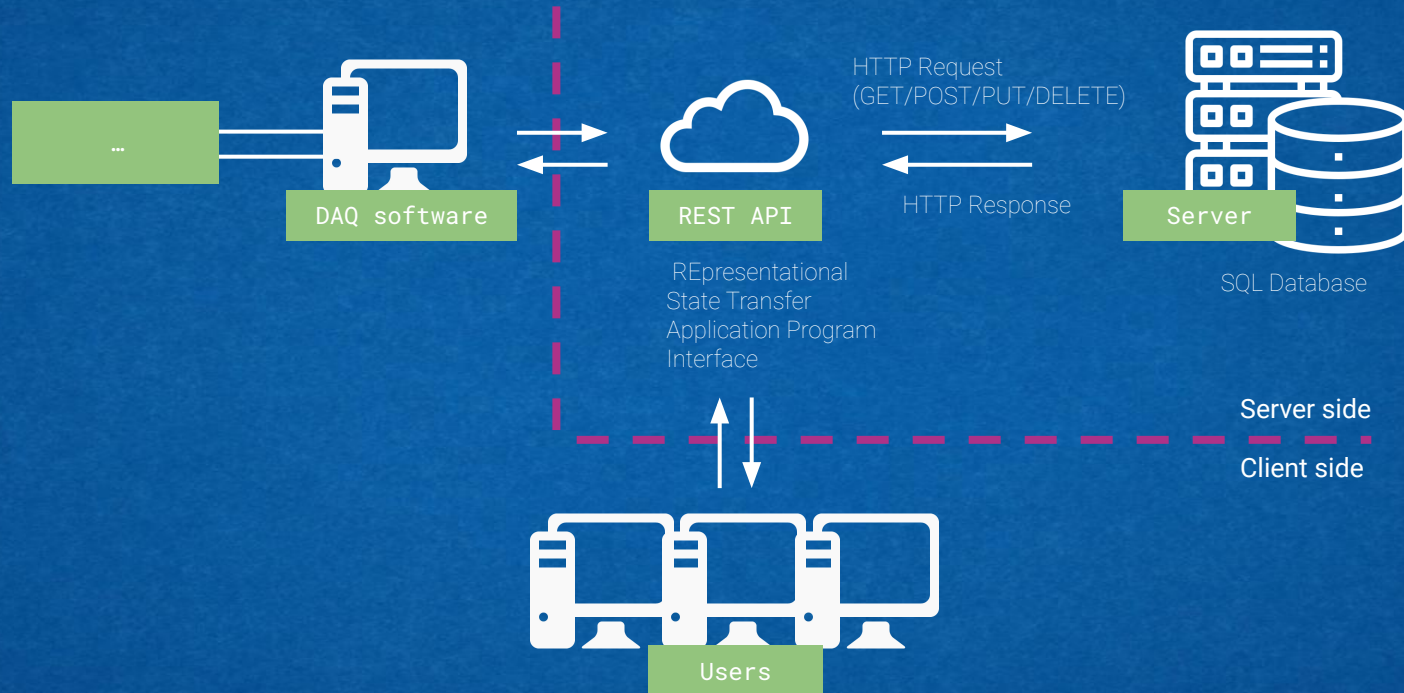 HTTP Request
(GET/POST/PUT/DELETE)
…
DAQ software
REST API
HTTP Response
Server
REpresentational
State Transfer
Application Program
Interface
SQL Database
Server side
Client side
Users